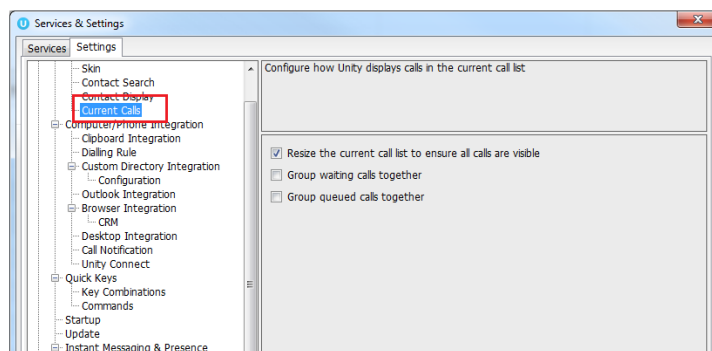 Services & Settings
Services Settings
Skin
Contact Search
Contact Display
Current Calls
Computer/Phone Integration
Clipboard Integration
Dialling Rule
Custom Directory Integration
Configuration
Outlook Integration
Browser Integration
CRM
Desktop Integration
Call Notification
Unity Connect
Quick Keys
Key Combinations
Commands
Startup
Update
Instant Messaging & Presence
Configure how Unity displays calls in the current call list
Resize the current call list to ensure all calls are visible
Group waiting calls together
Group queued calls together